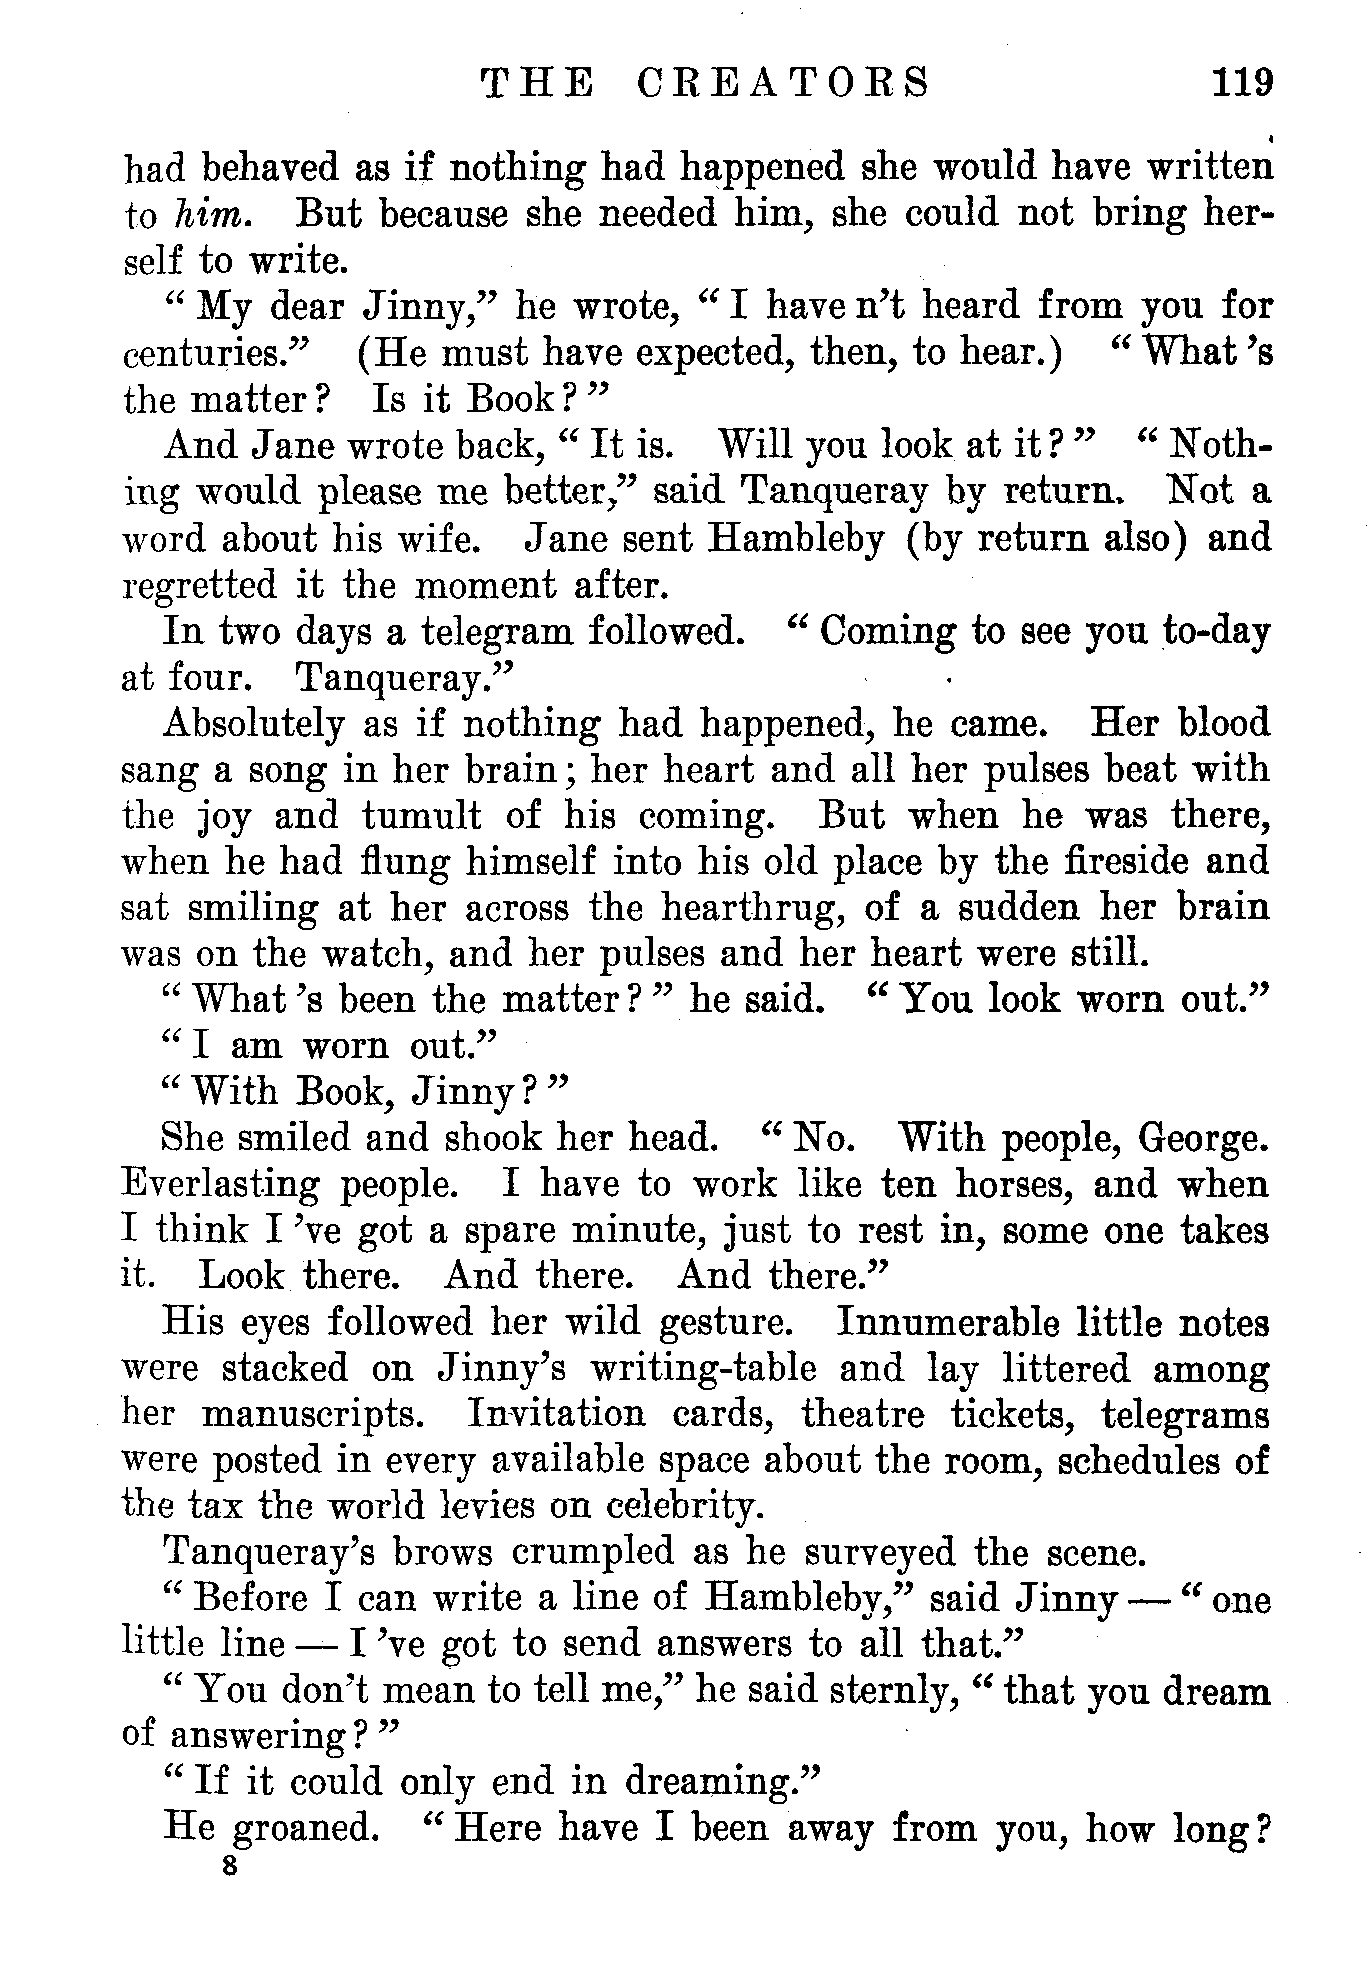 THE CREATORS 119
had behaved as if nothing had happened she would have written
to him. But because she needed him, she could not bring her-
self to write.
“ My dear Jinny,” he wrote, “ I have n’t heard from you for
centuries.” (He must have expected, then, to hear.) “ What ’s
the matter? Is it Book? ”
And Jane wrote back, “ It is. Will you look at it? ” “ Noth-
ing would please me better,” said Tanqueray by return. Not a
word about his wife. Jane sent Hambleby (by return also) and
regretted it the moment after.
In two days a telegram followed. “ Coming to see you to-day
at four. Tanqueray.”
Absolutely as if nothing had happened, he came. Her blood
sang a song in her brain; her heart and all her pulses beat with
the joy and tumult of his coming. But when he was there,
when he had flung himself into his old place by the fireside and
sat smiling at her across the hearthrug, of a sudden her brain
was on the watch, and her pulses and her heart were still.
“ What ’s been the matter? ” he said. “ You look worn out.”
“ I am worn out.”
“ With Book, Jinny? ”
She smiled and shook her head. “ No. With people, George.
Everlasting people. I have to work like ten horses, and when
I think I ’ve got a spare minute, just to rest in, some one takes
it. Look there. And there. And there.”
His eyes followed her wild gesture. Innumerable little notes
were stacked on Jinny’s writing-table and lay littered among
her manuscripts. Invitation cards, theatre tickets, telegrams
were posted in every available space about the room, schedules of
the tax the world levies on celebrity.
Tanqueray’s brows crumpled as he surveyed the scene.
“ Before I can write a line of Hambleby,” said Jinny — “ one
little line — I ’ve got to send answers to all that.”
“ You don’t mean to tell me,” he said sternly, “ that you dream
of answering? ”
“ If it could only end in dreaming.”
He groaned. “ Here have I been away from you, how long?
8